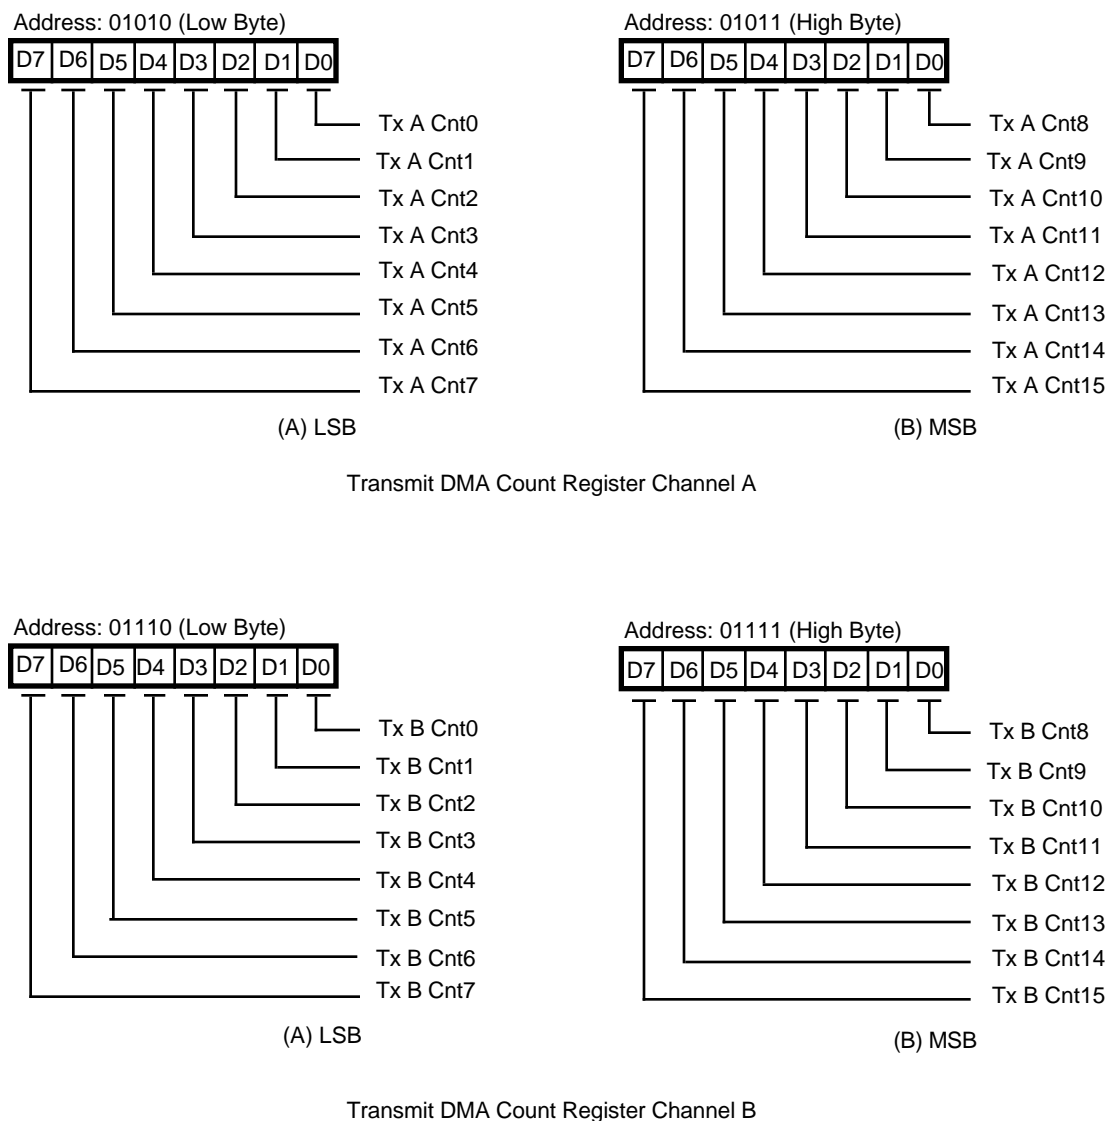 Address: 01010 (Low Byte)
D7 D6 D5 D4 D3 D2 D1 D0
Tx A Cnt0
Tx A Cnt1
Tx A Cnt2
Tx A Cnt3
Tx A Cnt4
Tx A Cnt5
Tx A Cnt6
Tx A Cnt7
(A) LSB
Address: 01011 (High Byte)
D7 D6 D5 D4 D3 D2 D1 D0
Tx A Cnt8
Tx A Cnt9
Tx A Cnt10
Tx A Cnt11
Tx A Cnt12
Tx A Cnt13
Tx A Cnt14
Tx A Cnt15
(B) MSB
Transmit DMA Count Register Channel A
Address: 01110 (Low Byte)
D7 D6 D5 D4 D3 D2 D1 D0
Tx B Cnt0
Tx B Cnt1
Tx B Cnt2
Tx B Cnt3
Tx B Cnt4
Tx B Cnt5
Tx B Cnt6
Tx B Cnt7
(A) LSB
Address: 01111 (High Byte)
D7 D6 D5 D4 D3 D2 D1 D0
Tx B Cnt8
Tx B Cnt9
Tx B Cnt10
Tx B Cnt11
Tx B Cnt12
Tx B Cnt13
Tx B Cnt14
Tx B Cnt15
(B) MSB
Transmit DMA Count Register Channel B